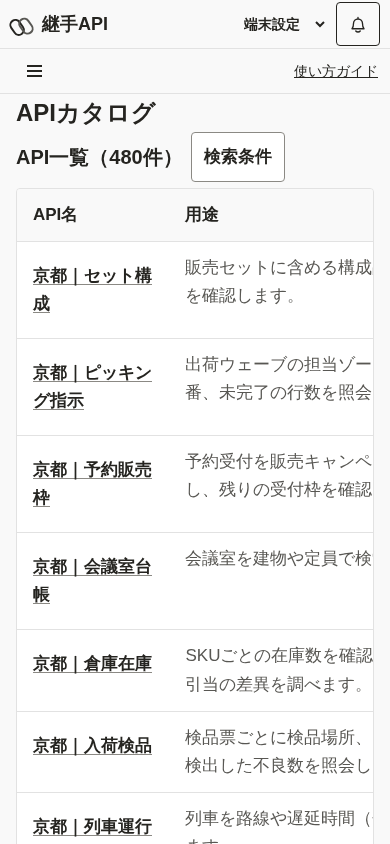 継手API
端末設定
使い方ガイド
APIカタログ
API一覧（480件）
検索条件
API名
用途
京都｜セット構
成
販売セットに含める構成
を確認します。
京都｜ピッキン
グ指示
出荷ウェーブの担当ゾー
番、未完了の行数を照会
京都｜予約販売
枠
予約受付を販売キャンペ
し、残りの受付枠を確認
京都｜会議室台
帳
会議室を建物や定員で検
京都｜倉庫在庫
SKUごとの在庫数を確認
引当の差異を調べます。
京都｜入荷検品
検品票ごとに検品場所、
検出した不良数を照会し
京都｜列車運行
列車を路線や遅延時間（
ます